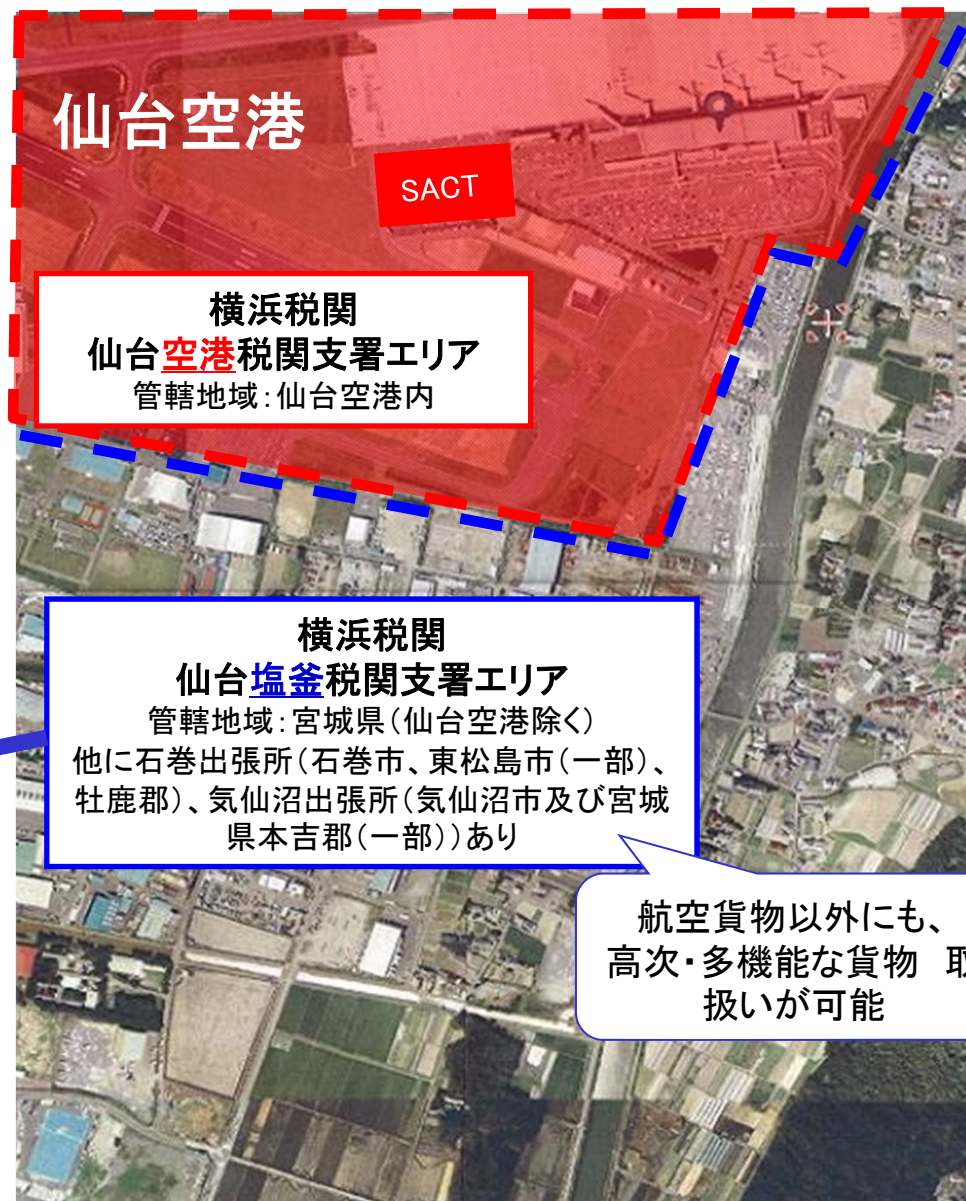 仙台空港
SACT
横浜税関
仙台空港税関支署エリア
管轄地域：仙台空港内
横浜税関
仙台塩釜税関支署エリア
管轄地域：宮城県（仙台空港除く）
他に石巻出張所（石巻市、東松島市（一部）、
牡鹿郡）、気仙沼出張所（気仙沼市及び宮城
県本吉郡（一部））あり
航空貨物以外にも、
高次・多機能な貨物　取
扱いが可能